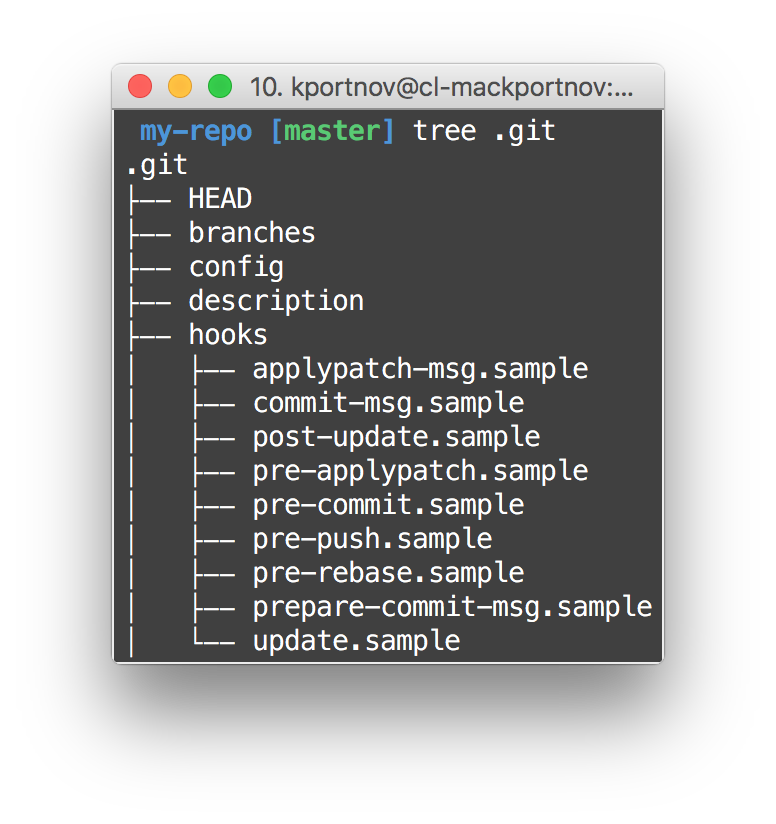 10. kportnov@cl-mackportnov:...
my-repo [master] tree .git
.git
├── HEAD
├── branches
├── config
├── description
├── hooks
│   ├── applypatch-msg.sample
│   ├── commit-msg.sample
│   ├── post-update.sample
│   ├── pre-applypatch.sample
│   ├── pre-commit.sample
│   ├── pre-push.sample
│   ├── pre-rebase.sample
│   ├── prepare-commit-msg.sample
│   └── update.sample